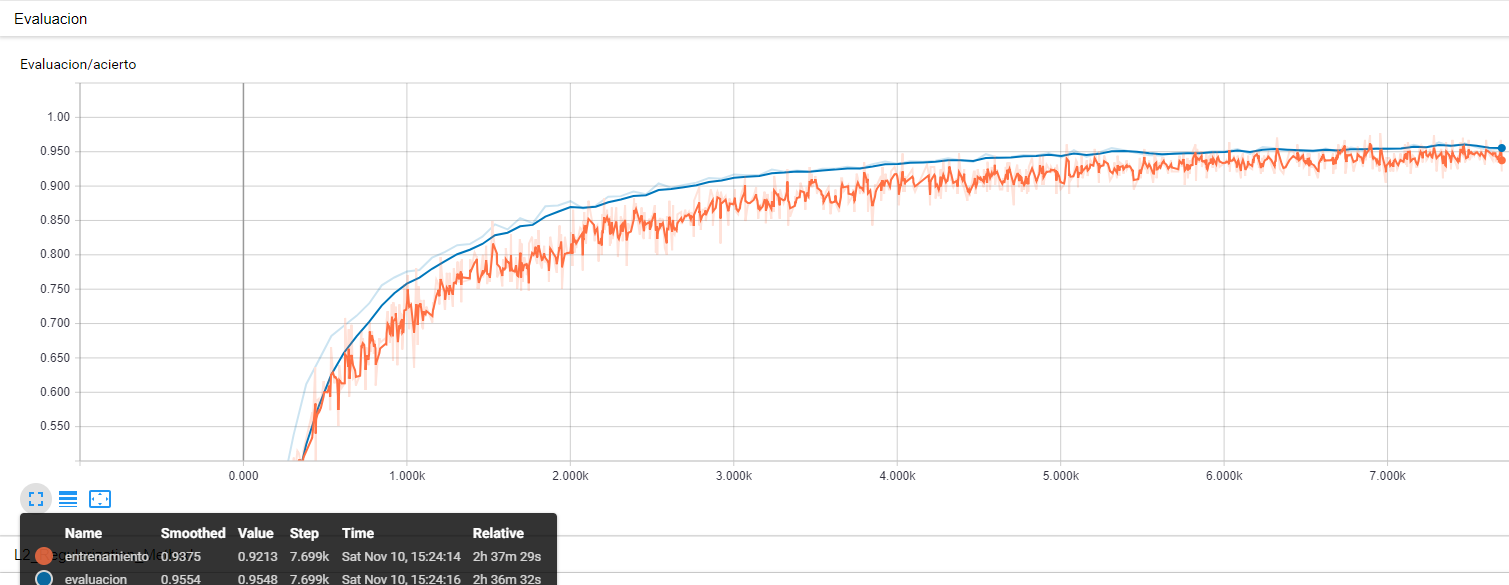 Evaluacion
Evaluacion/acierto
1.00
0.950
0.900
0.850
0.800
0.750
0.700
0.650
0.600
0.550
0.000 1.000k 2.000k 3.000k 4.000k 5.000k 6.000k 7.000k
Name Smoothed Value Step Time Relative
entrenamiento 0.9375 0.9213 7.699k Sat Nov 10, 15:24:14 2h 37m 29s
evaluacion 0.9554 0.9548 7.699k Sat Nov 10, 15:24:16 2h 36m 32s